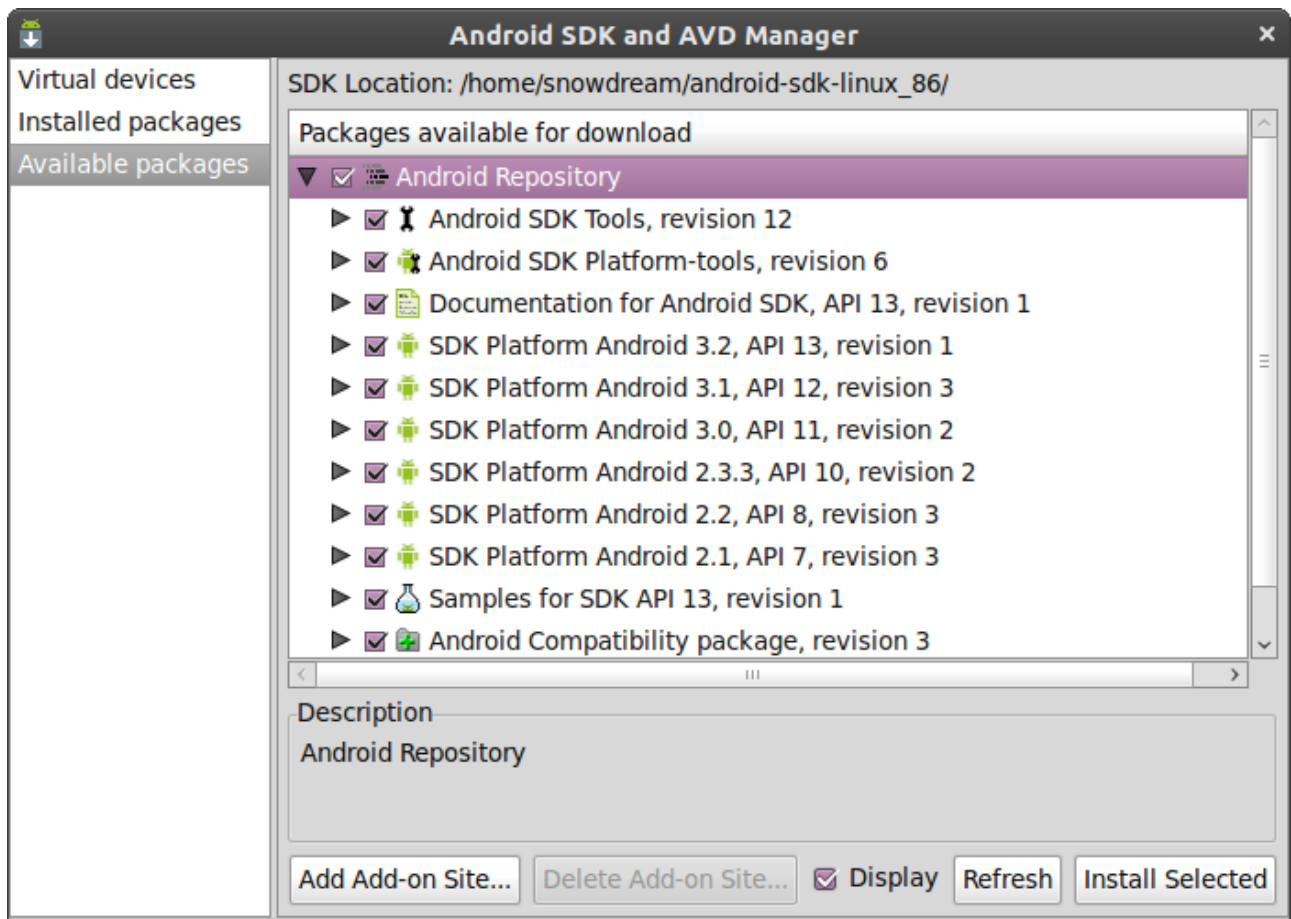 Android SDK and AVD Manager
Virtual devices
Installed packages
Available packages
SDK Location: /home/snowdream/android-sdk-linux_86/
Packages available for download
Android Repository
Android SDK Tools, revision 12
Android SDK Platform-tools, revision 6
Documentation for Android SDK, API 13, revision 1
SDK Platform Android 3.2, API 13, revision 1
SDK Platform Android 3.1, API 12, revision 3
SDK Platform Android 3.0, API 11, revision 2
SDK Platform Android 2.3.3, API 10, revision 2
SDK Platform Android 2.2, API 8, revision 3
SDK Platform Android 2.1, API 7, revision 3
Samples for SDK API 13, revision 1
Android Compatibility package, revision 3
Description
Android Repository
Add Add-on Site... Delete Add-on Site... Display Refresh Install Selected